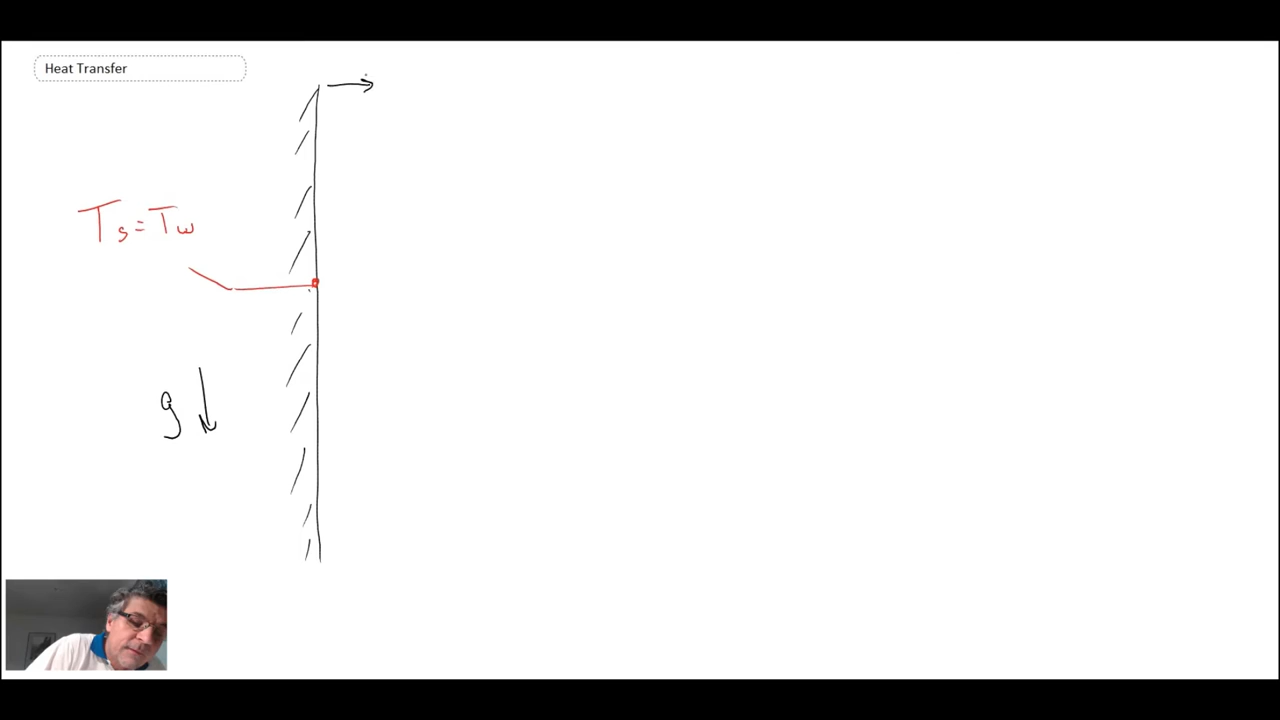 Heat Transfer
Ts = Tw
g